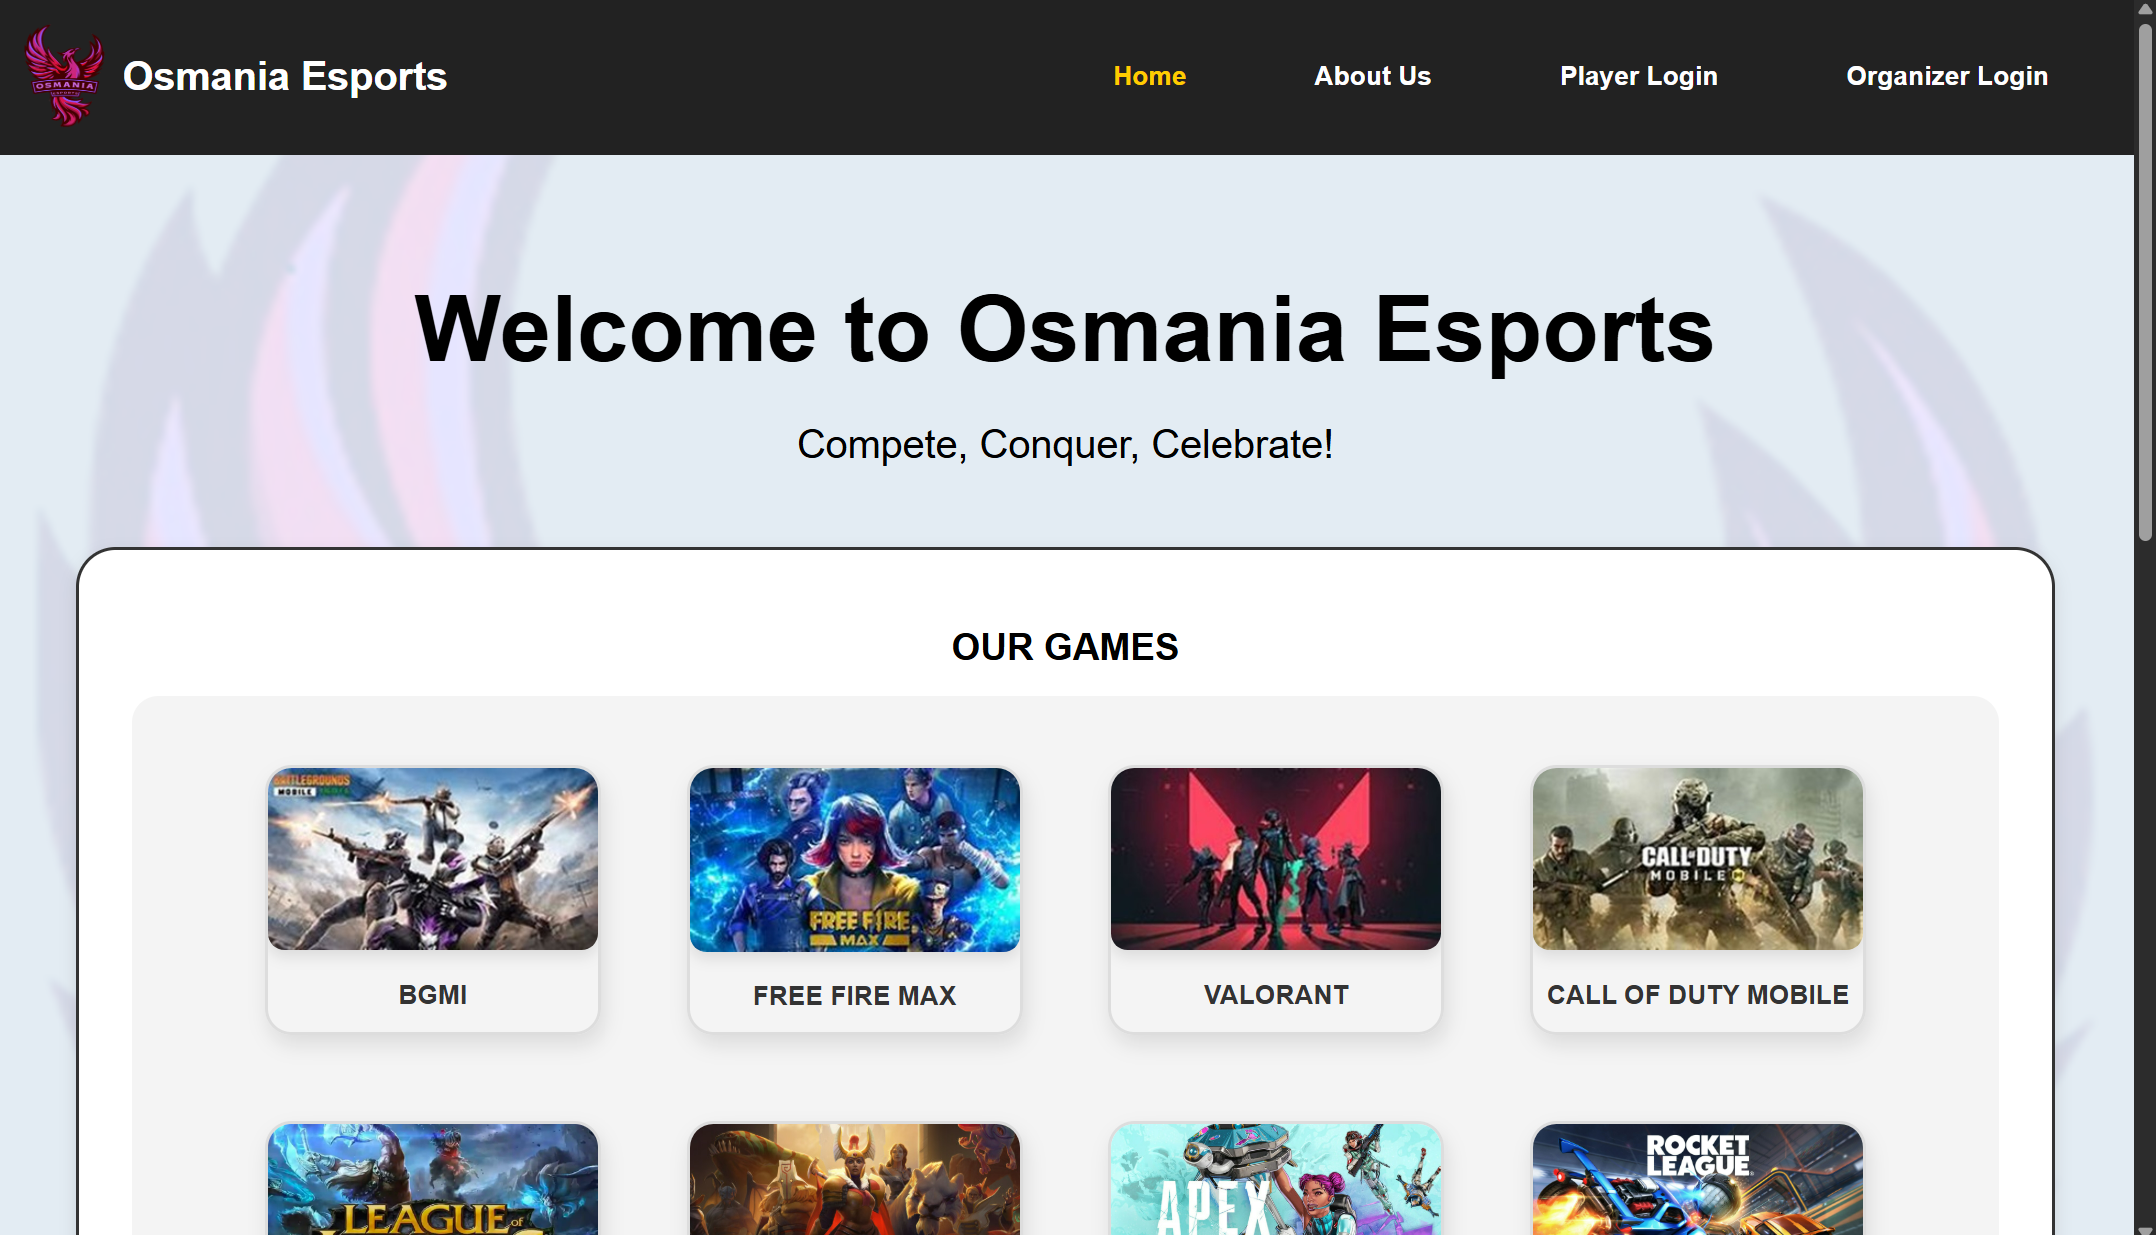 OSMANIA
ESPORTS
Osmania Esports
Home
About Us
Player Login
Organizer Login
Welcome to Osmania Esports
Compete, Conquer, Celebrate!
OUR GAMES
BATTLEGROUNDS
MOBILE INDIA
FREE FIRE
MAX
CALL OF DUTY
MOBILE
BGMI
FREE FIRE MAX
VALORANT
CALL OF DUTY MOBILE
LEAGUE of
APEX
ROCKET
LEAGUE